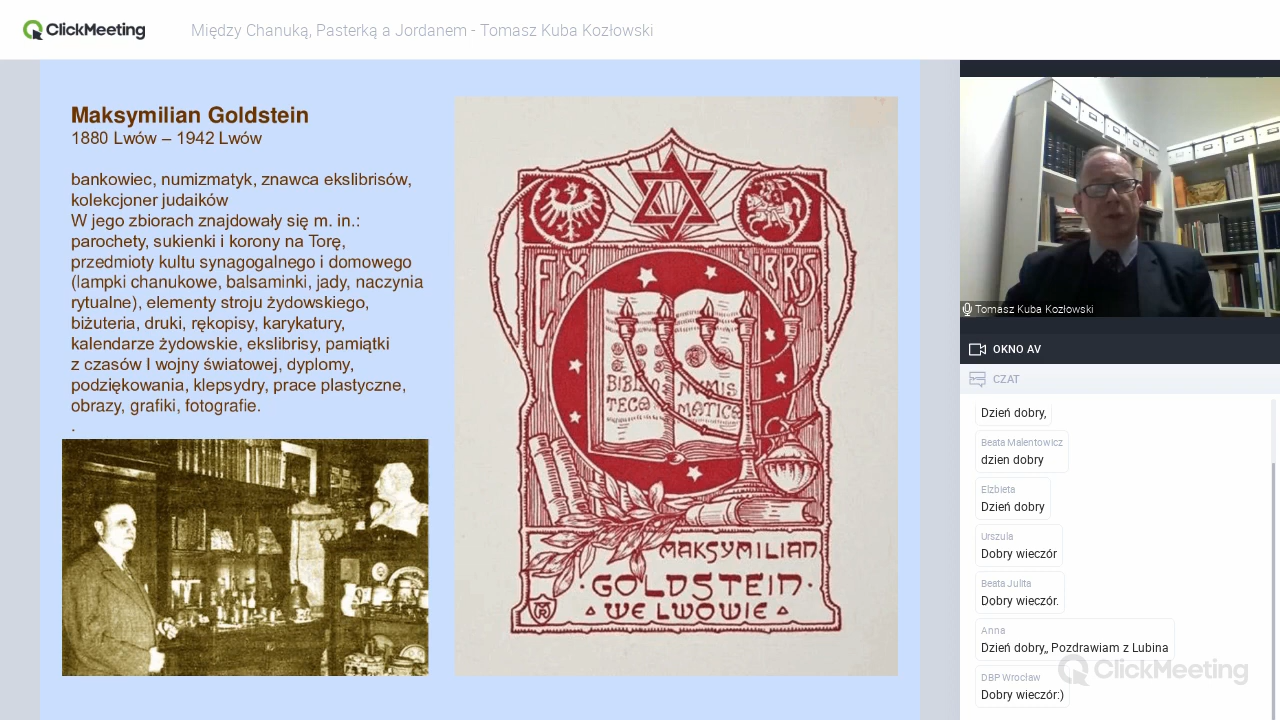 ClickMeeting
Między Chanuką, Pasterką a Jordanem - Tomasz Kuba Kozłowski
Maksymilian Goldstein
1880 Lwów – 1942 Lwów
bankowiec, numizmatyk, znawca ekslibrisów,
kolekcjoner judaików
W jego zbiorach znajdowały się m. in.:
parochety, sukienki i korony na Torę,
przedmioty kultu synagogalnego i domowego
(lampki chanukowe, balsaminki, jady, naczynia
rytualne), elementy stroju żydowskiego,
biżuteria, druki, rękopisy, karykatury,
kalendarze żydowskie, ekslibrisy, pamiątki
z czasów I wojny światowej, dyplomy,
podziękowania, klepsydry, prace plastyczne,
obrazy, grafiki, fotografie.
.
EX LIBRIS
BIBLIO
TECA
NUMIS
MATICA
MAKSYMILIAN
· GOLDSTEIN ·
WE LWOWIE
Tomasz Kuba Kozłowski
OKNO AV
CZAT
Dzień dobry,
Beata Malentowicz
dzien dobry
Elzbieta
Dzień dobry
Urszula
Dobry wieczór
Beata Julita
Dobry wieczór.
Anna
Dzień dobry,, Pozdrawiam z Lubina
DBP Wrocław
Dobry wieczór:)
ClickMeeting